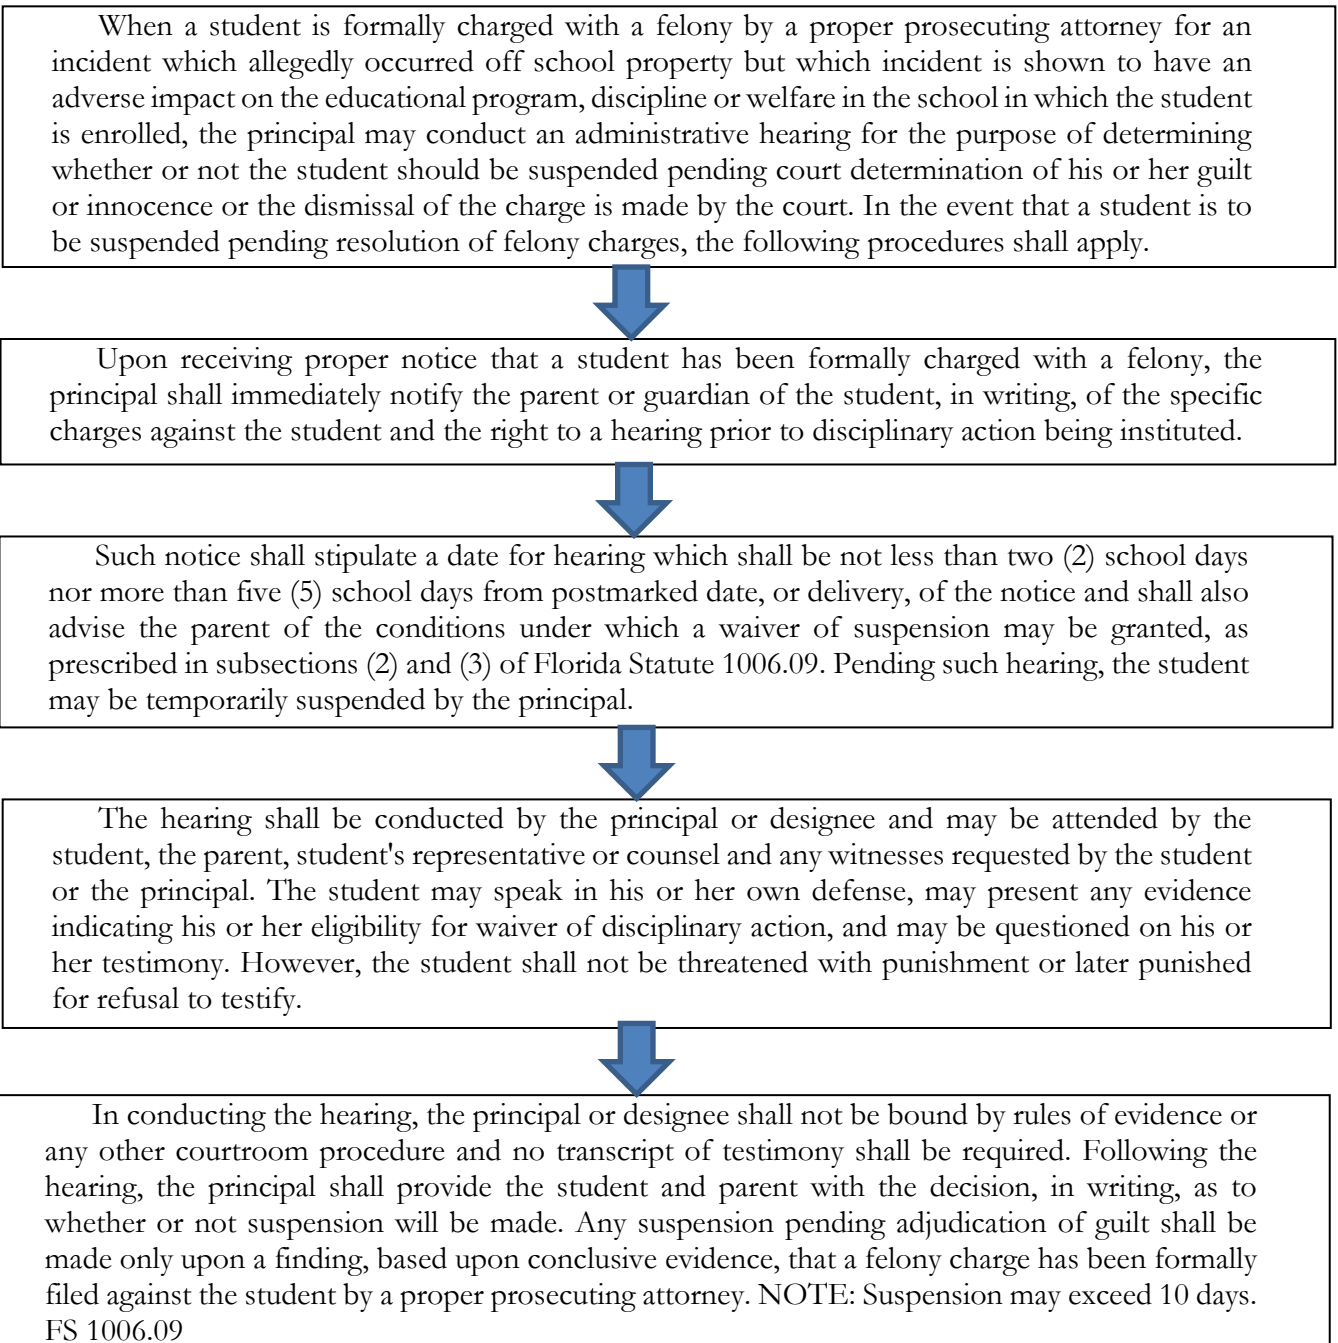 When a student is formally charged with a felony by a proper prosecuting attorney for an
incident which allegedly occurred off school property but which incident is shown to have an
adverse impact on the educational program, discipline or welfare in the school in which the student
is enrolled, the principal may conduct an administrative hearing for the purpose of determining
whether or not the student should be suspended pending court determination of his or her guilt
or innocence or the dismissal of the charge is made by the court. In the event that a student is to
be suspended pending resolution of felony charges, the following procedures shall apply.
Upon receiving proper notice that a student has been formally charged with a felony, the
principal shall immediately notify the parent or guardian of the student, in writing, of the specific
charges against the student and the right to a hearing prior to disciplinary action being instituted.
Such notice shall stipulate a date for hearing which shall be not less than two (2) school days
nor more than five (5) school days from postmarked date, or delivery, of the notice and shall also
advise the parent of the conditions under which a waiver of suspension may be granted, as
prescribed in subsections (2) and (3) of Florida Statute 1006.09. Pending such hearing, the student
may be temporarily suspended by the principal.
The hearing shall be conducted by the principal or designee and may be attended by the
student, the parent, student's representative or counsel and any witnesses requested by the student
or the principal. The student may speak in his or her own defense, may present any evidence
indicating his or her eligibility for waiver of disciplinary action, and may be questioned on his or
her testimony. However, the student shall not be threatened with punishment or later punished
for refusal to testify.
In conducting the hearing, the principal or designee shall not be bound by rules of evidence or
any other courtroom procedure and no transcript of testimony shall be required. Following the
hearing, the principal shall provide the student and parent with the decision, in writing, as to
whether or not suspension will be made. Any suspension pending adjudication of guilt shall be
made only upon a finding, based upon conclusive evidence, that a felony charge has been formally
filed against the student by a proper prosecuting attorney. NOTE: Suspension may exceed 10 days.
FS 1006.09